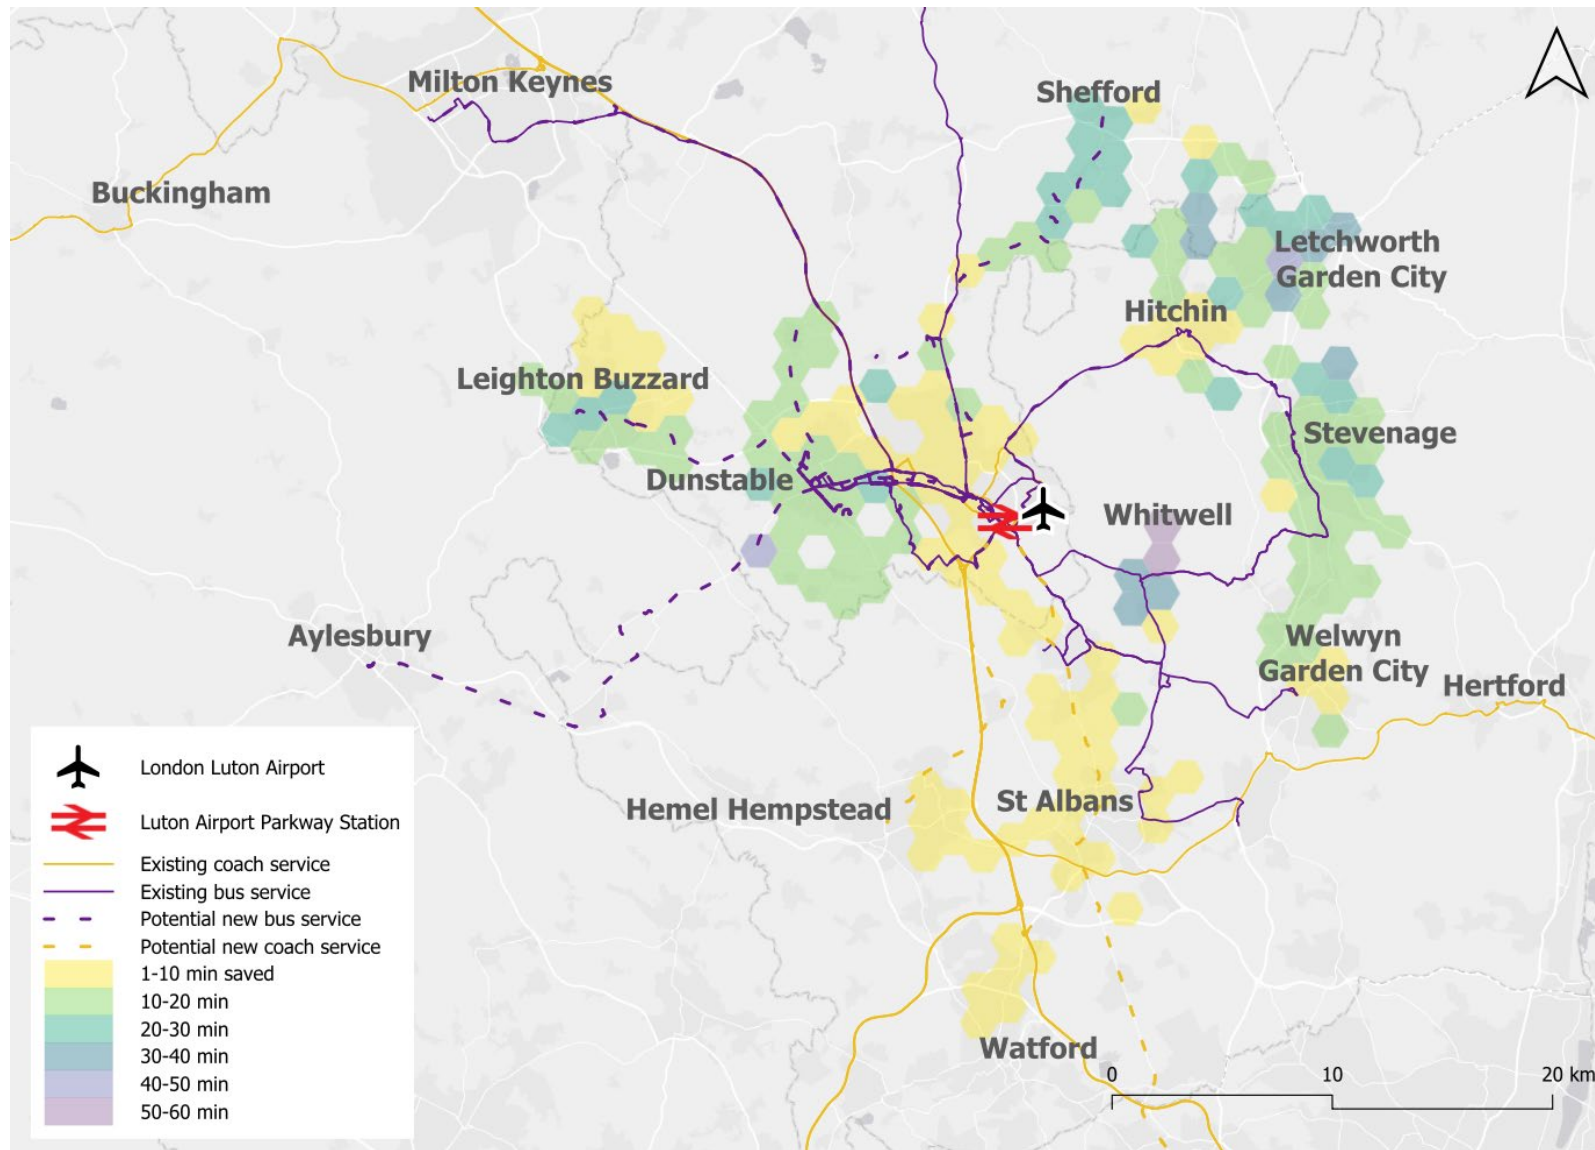 Milton Keynes
Shefford
Buckingham
Letchworth
Garden City
Hitchin
Leighton Buzzard
Stevenage
Dunstable
Whitwell
Aylesbury
Welwyn
Garden City
Hertford
Hemel Hempstead
St Albans
Watford
London Luton Airport
Luton Airport Parkway Station
Existing coach service
Existing bus service
Potential new bus service
Potential new coach service
1-10 min saved
10-20 min
20-30 min
30-40 min
40-50 min
50-60 min
0 10 20 km